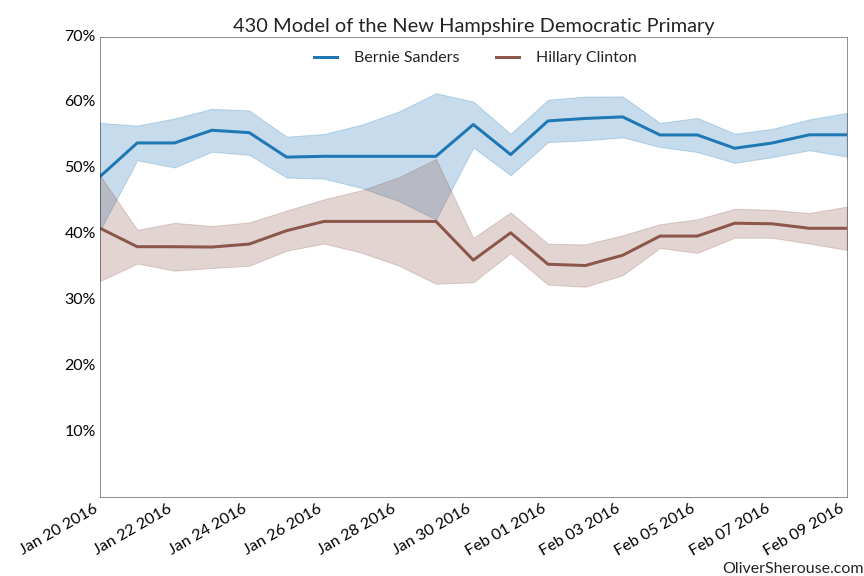 430 Model of the New Hampshire Democratic Primary
Bernie Sanders Hillary Clinton
70%
60%
50%
40%
30%
20%
10%
Jan 20 2016
Jan 22 2016
Jan 24 2016
Jan 26 2016
Jan 28 2016
Jan 30 2016
Feb 01 2016
Feb 03 2016
Feb 05 2016
Feb 07 2016
Feb 09 2016
OliverSherouse.com